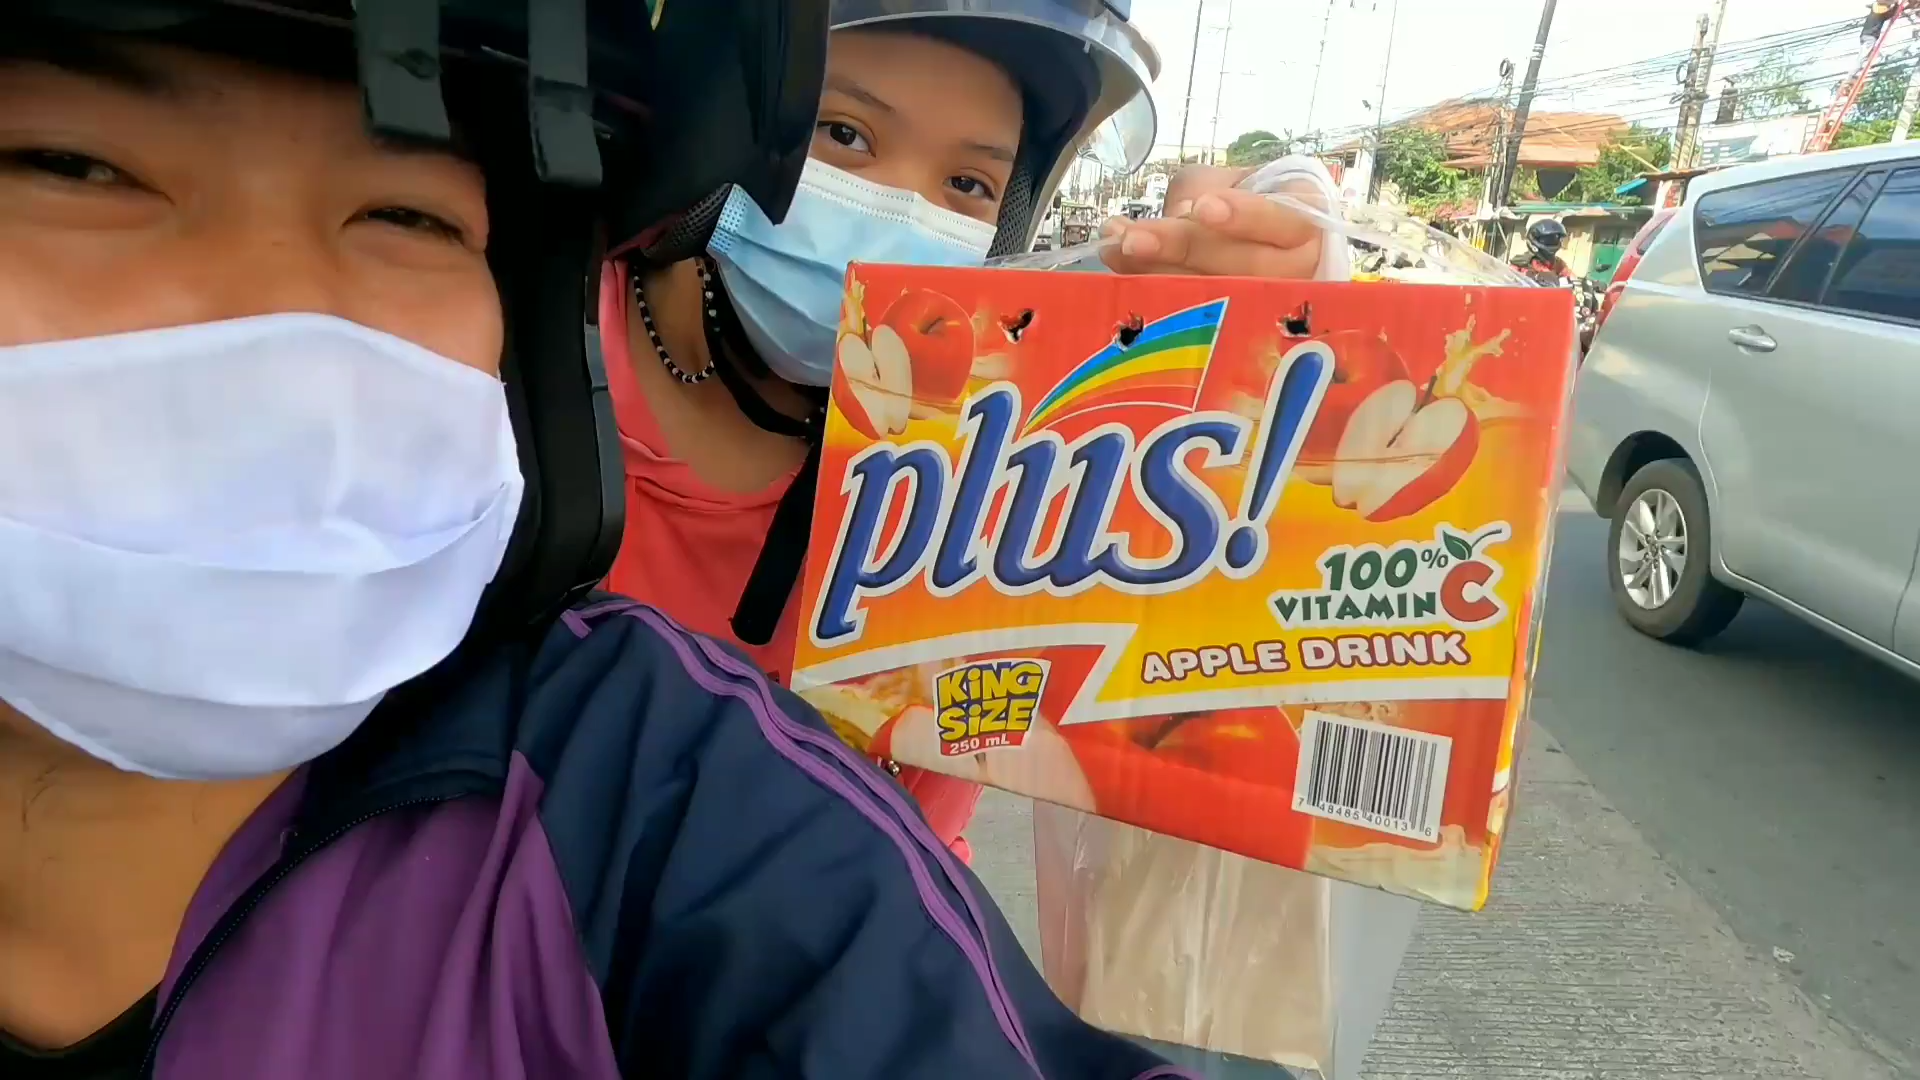 plus!
100% VITAMIN C
APPLE DRINK
KiNG
SiZE
250 mL
7 48485 40013 6